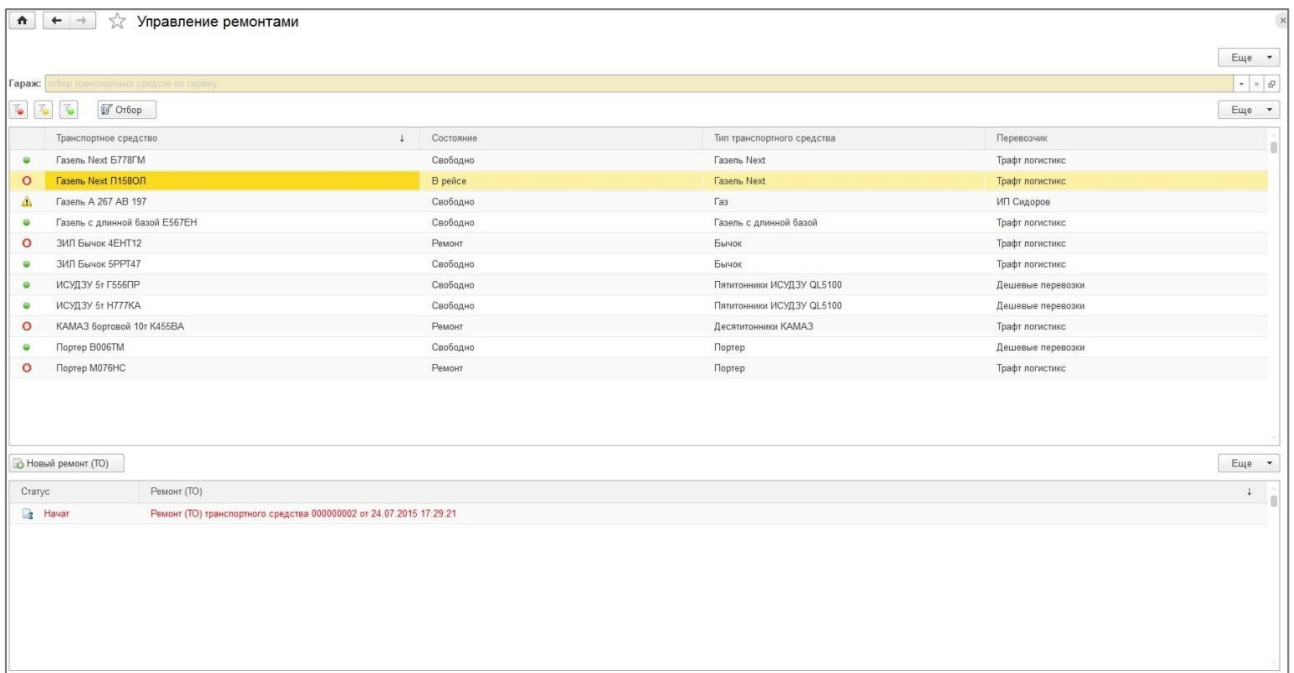 Управление ремонтами
Еще
Гараж: отбор транспортных средств по гаражу
Отбор Еще
Транспортное средство Состояние Тип транспортного средства Перевозчик
Газель Next Б778ГМ Свободно Газель Next Трафт логистикс
Газель Next П158ОЛ В рейсе Газель Next Трафт логистикс
Газель А 267 АВ 197 Свободно Газ ИП Сидоров
Газель с длинной базой Е567ЕН Свободно Газель с длинной базой Трафт логистикс
ЗИЛ Бычок 4ЕНТ12 Ремонт Бычок Трафт логистикс
ЗИЛ Бычок 5РРТ47 Свободно Бычок Трафт логистикс
ИСУДЗУ 5т Г556ПР Свободно Пятитонники ИСУДЗУ QL5100 Дешевые перевозки
ИСУДЗУ 5т Н777КА Свободно Пятитонники ИСУДЗУ QL5100 Дешевые перевозки
КАМАЗ бортовой 10т К455ВА Ремонт Десятитонники КАМАЗ Трафт логистикс
Портер В006ТМ Свободно Портер Дешевые перевозки
Портер М076НС Ремонт Портер Трафт логистикс
Новый ремонт (ТО) Еще
Статус Ремонт (ТО)
Начат Ремонт (ТО) транспортного средства 000000002 от 24.07.2015 17:29:21